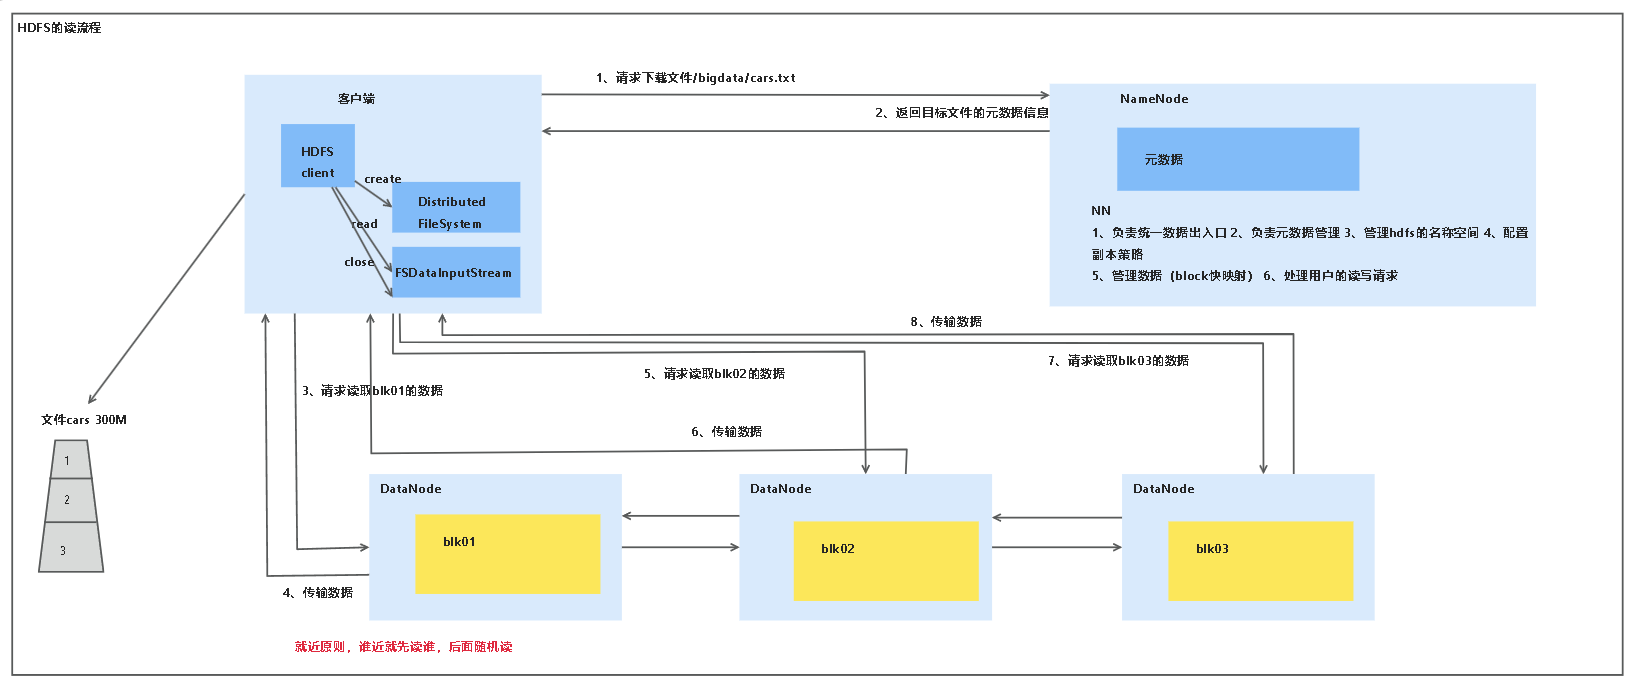 HDFS的读流程
1、请求下载文件/bigdata/cars.txt
客户端
NameNode
2、返回目标文件的元数据信息
HDFS
client
元数据
create
Distributed
FileSystem
read
close
FSDataInputStream
NN
1、负责统一数据出入口 2、负责元数据管理 3、管理hdfs的名称空间 4、配置
副本策略
5、管理数据（block快映射） 6、处理用户的读写请求
8、传输数据
7、请求读取blk03的数据
5、请求读取blk02的数据
3、请求读取blk01的数据
文件cars 300M
6、传输数据
1
2
3
DataNode
blk01
DataNode
blk02
DataNode
blk03
4、传输数据
就近原则，谁近就先读谁，后面随机读